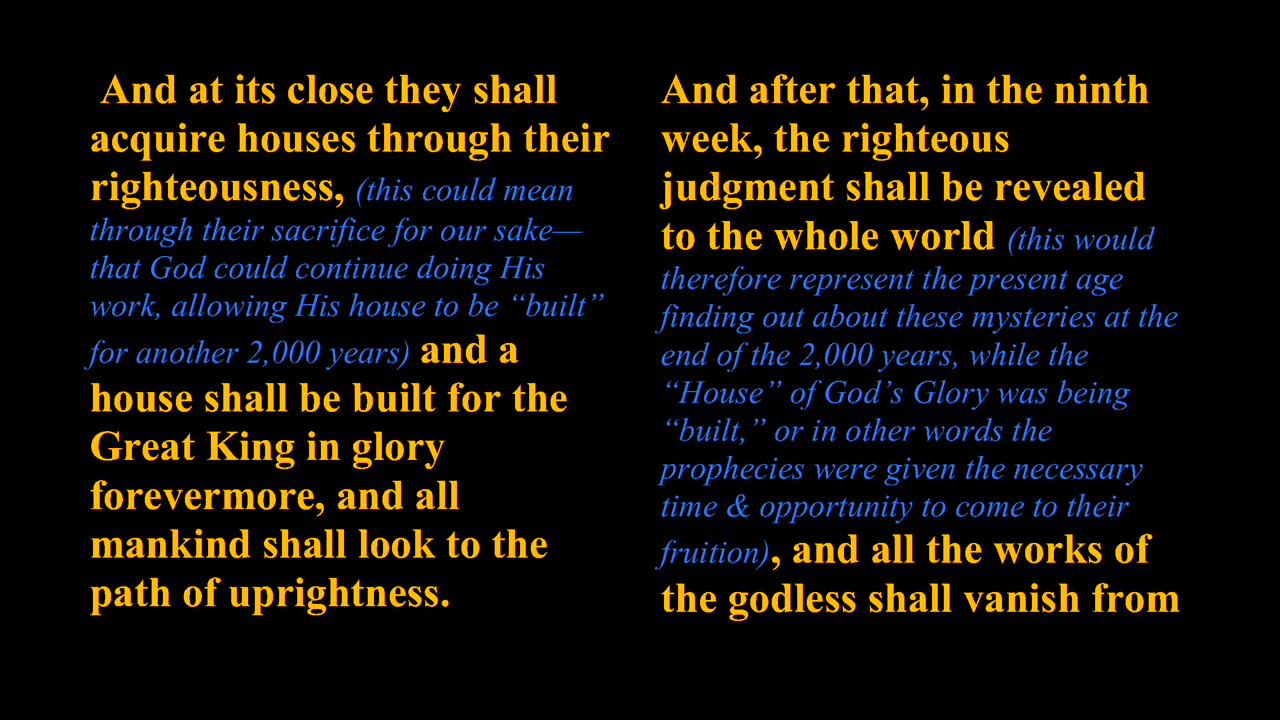 And at its close they shall
acquire houses through their
righteousness, (this could mean
through their sacrifice for our sake—
that God could continue doing His
work, allowing His house to be “built”
for another 2,000 years) and a
house shall be built for the
Great King in glory
forevermore, and all
mankind shall look to the
path of uprightness.
And after that, in the ninth
week, the righteous
judgment shall be revealed
to the whole world (this would
therefore represent the present age
finding out about these mysteries at the
end of the 2,000 years, while the
“House” of God’s Glory was being
“built,” or in other words the
prophecies were given the necessary
time & opportunity to come to their
fruition), and all the works of
the godless shall vanish from